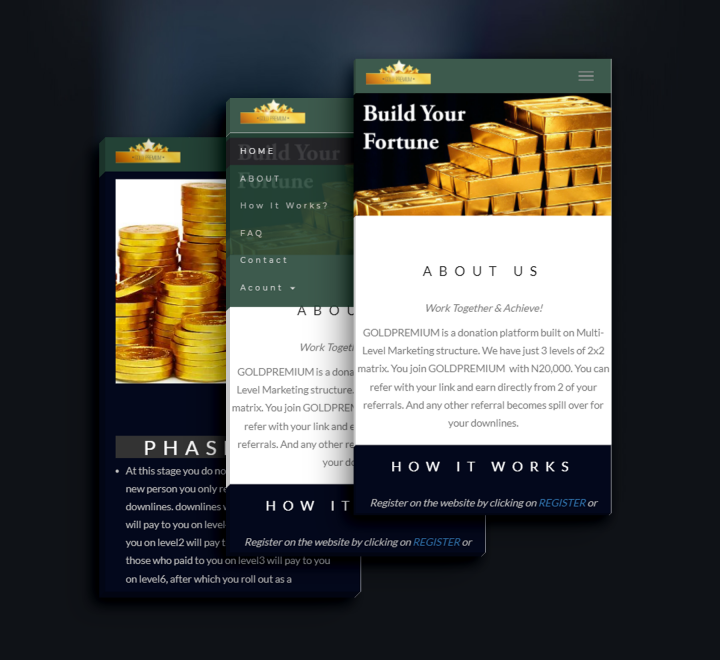 GOLDPREMIUM
Build Your
Fortune
ABOUT US
Work Together & Achieve!
GOLDPREMIUM is a donation platform built on Multi-
Level Marketing structure. We have just 3 levels of 2x2
matrix. You join GOLDPREMIUM with N20,000. You can
refer with your link and earn directly from 2 of your
referrals. And any other referral becomes spill over for
your downlines.
HOW IT WORKS
Register on the website by clicking on REGISTER or
Build Your
Fortune
HOME
ABOUT
How It Works?
FAQ
Contact
Acount
ABOU
Work Toget
GOLDPREMIUM is a dona
Level Marketing structure.
matrix. You join GOLDPRE
refer with your link and e
referrals. And any other re
your do
HOW IT
Register on the website by clicking on REGISTER or
PHAS
• At this stage you do no
new person you only re
downlines. downlines w
will pay to you on level
you on level2 will pay t
those who paid to you on level3 will pay to you
on level6, after which you roll out as a